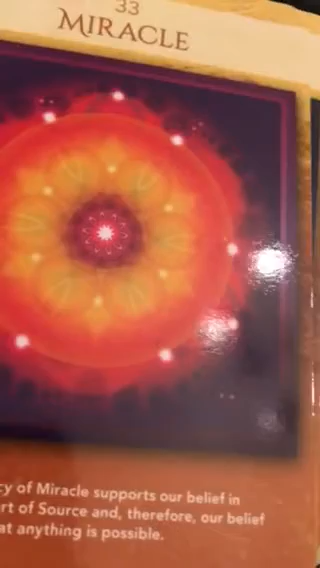 33
MIRACLE
cy of Miracle supports our belief in
rt of Source and, therefore, our belief
at anything is possible.